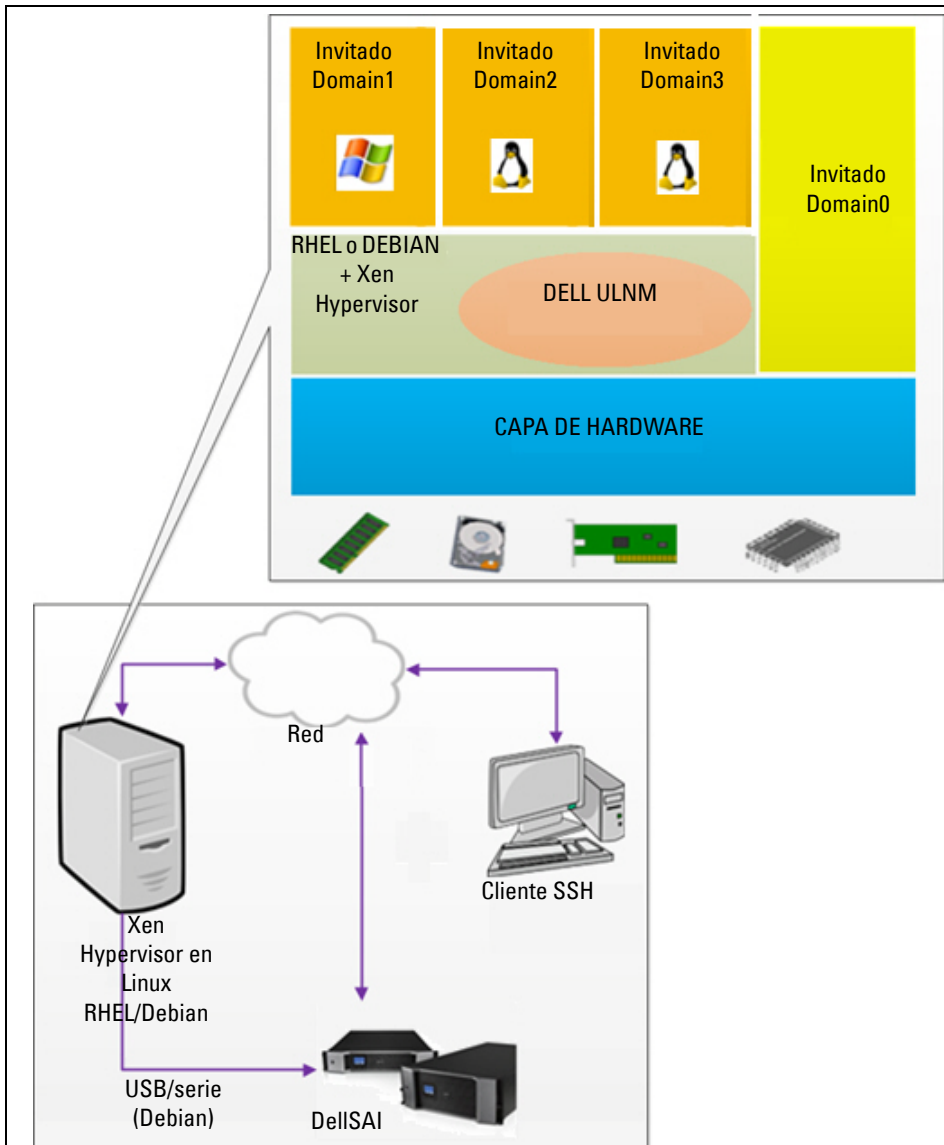 Invitado
Domain1
Invitado
Domain2
Invitado
Domain3
Invitado
Domain0
RHEL o DEBIAN
+ Xen
Hypervisor
DELL ULNM
CAPA DE HARDWARE
Red
Cliente SSH
Xen
Hypervisor en
Linux
RHEL/Debian
USB/serie
(Debian)
DellSAI